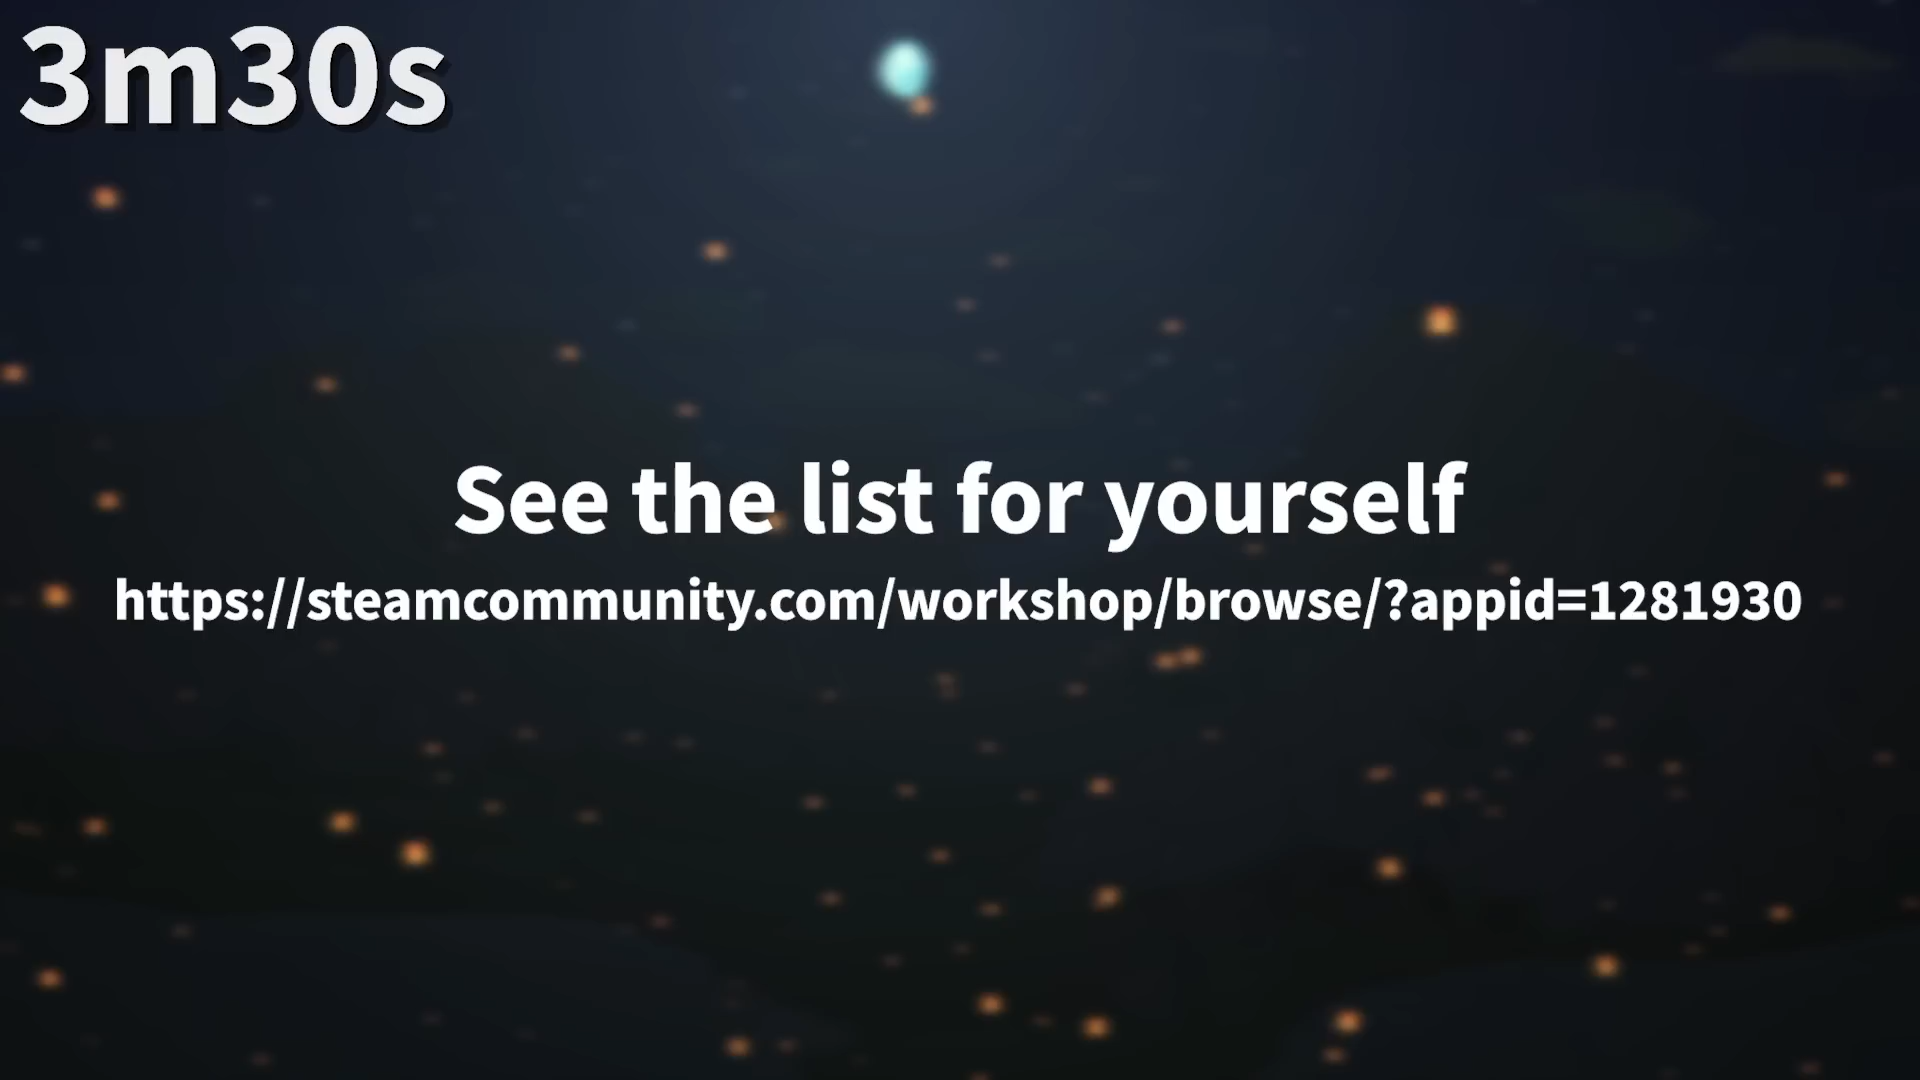 3m30s
See the list for yourself
https://steamcommunity.com/workshop/browse/?appid=1281930